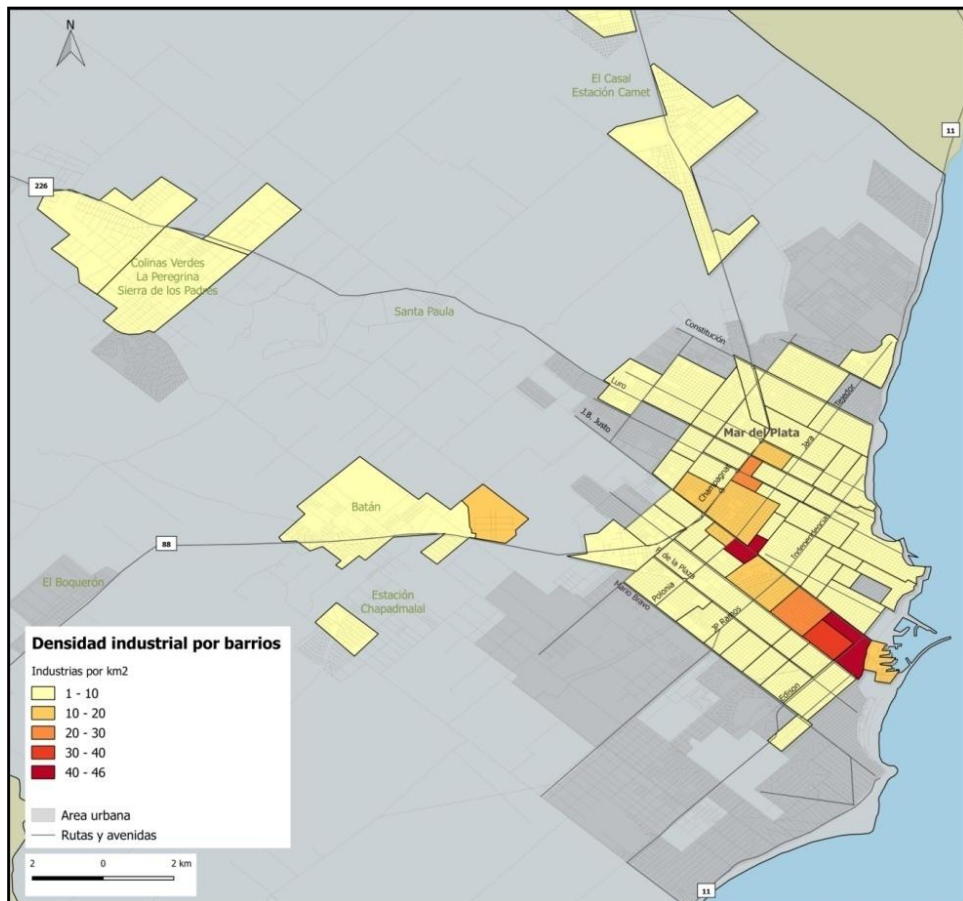 N
El Casal
Estación Camet
11
226
Colinas Verdes
La Peregrina
Sierra de los Padres
Santa Paula
Constitución
Luro
Tejedor
J.B. Justo
Mar del Plata
Jara
Champagnat
Batán
Independencia
88
E. de la Plaza
El Boquerón
Polonia
Mario Bravo
Estación
Chapadmalal
JP Ramos
Edison
Densidad industrial por barrios
Industrias por km2
1 - 10
10 - 20
20 - 30
30 - 40
40 - 46
Area urbana
Rutas y avenidas
2 0 2 km
11